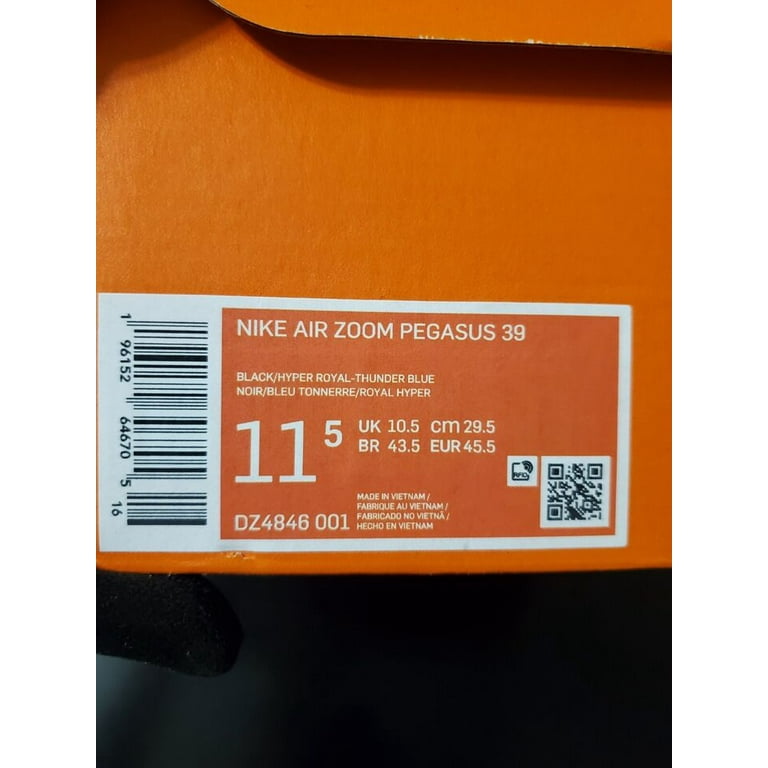 NIKE AIR ZOOM PEGASUS 39
BLACK/HYPER ROYAL-THUNDER BLUE
NOIR/BLEU TONNERRE/ROYAL HYPER
11 5
UK 10.5 cm 29.5
BR 43.5 EUR 45.5
MADE IN VIETNAM /
FABRIQUE AU VIETNAM /
FABRICADO NO VIETNÃ /
HECHO EN VIETNAM
DZ4846 001
RFID
1 96152 64670 5 16